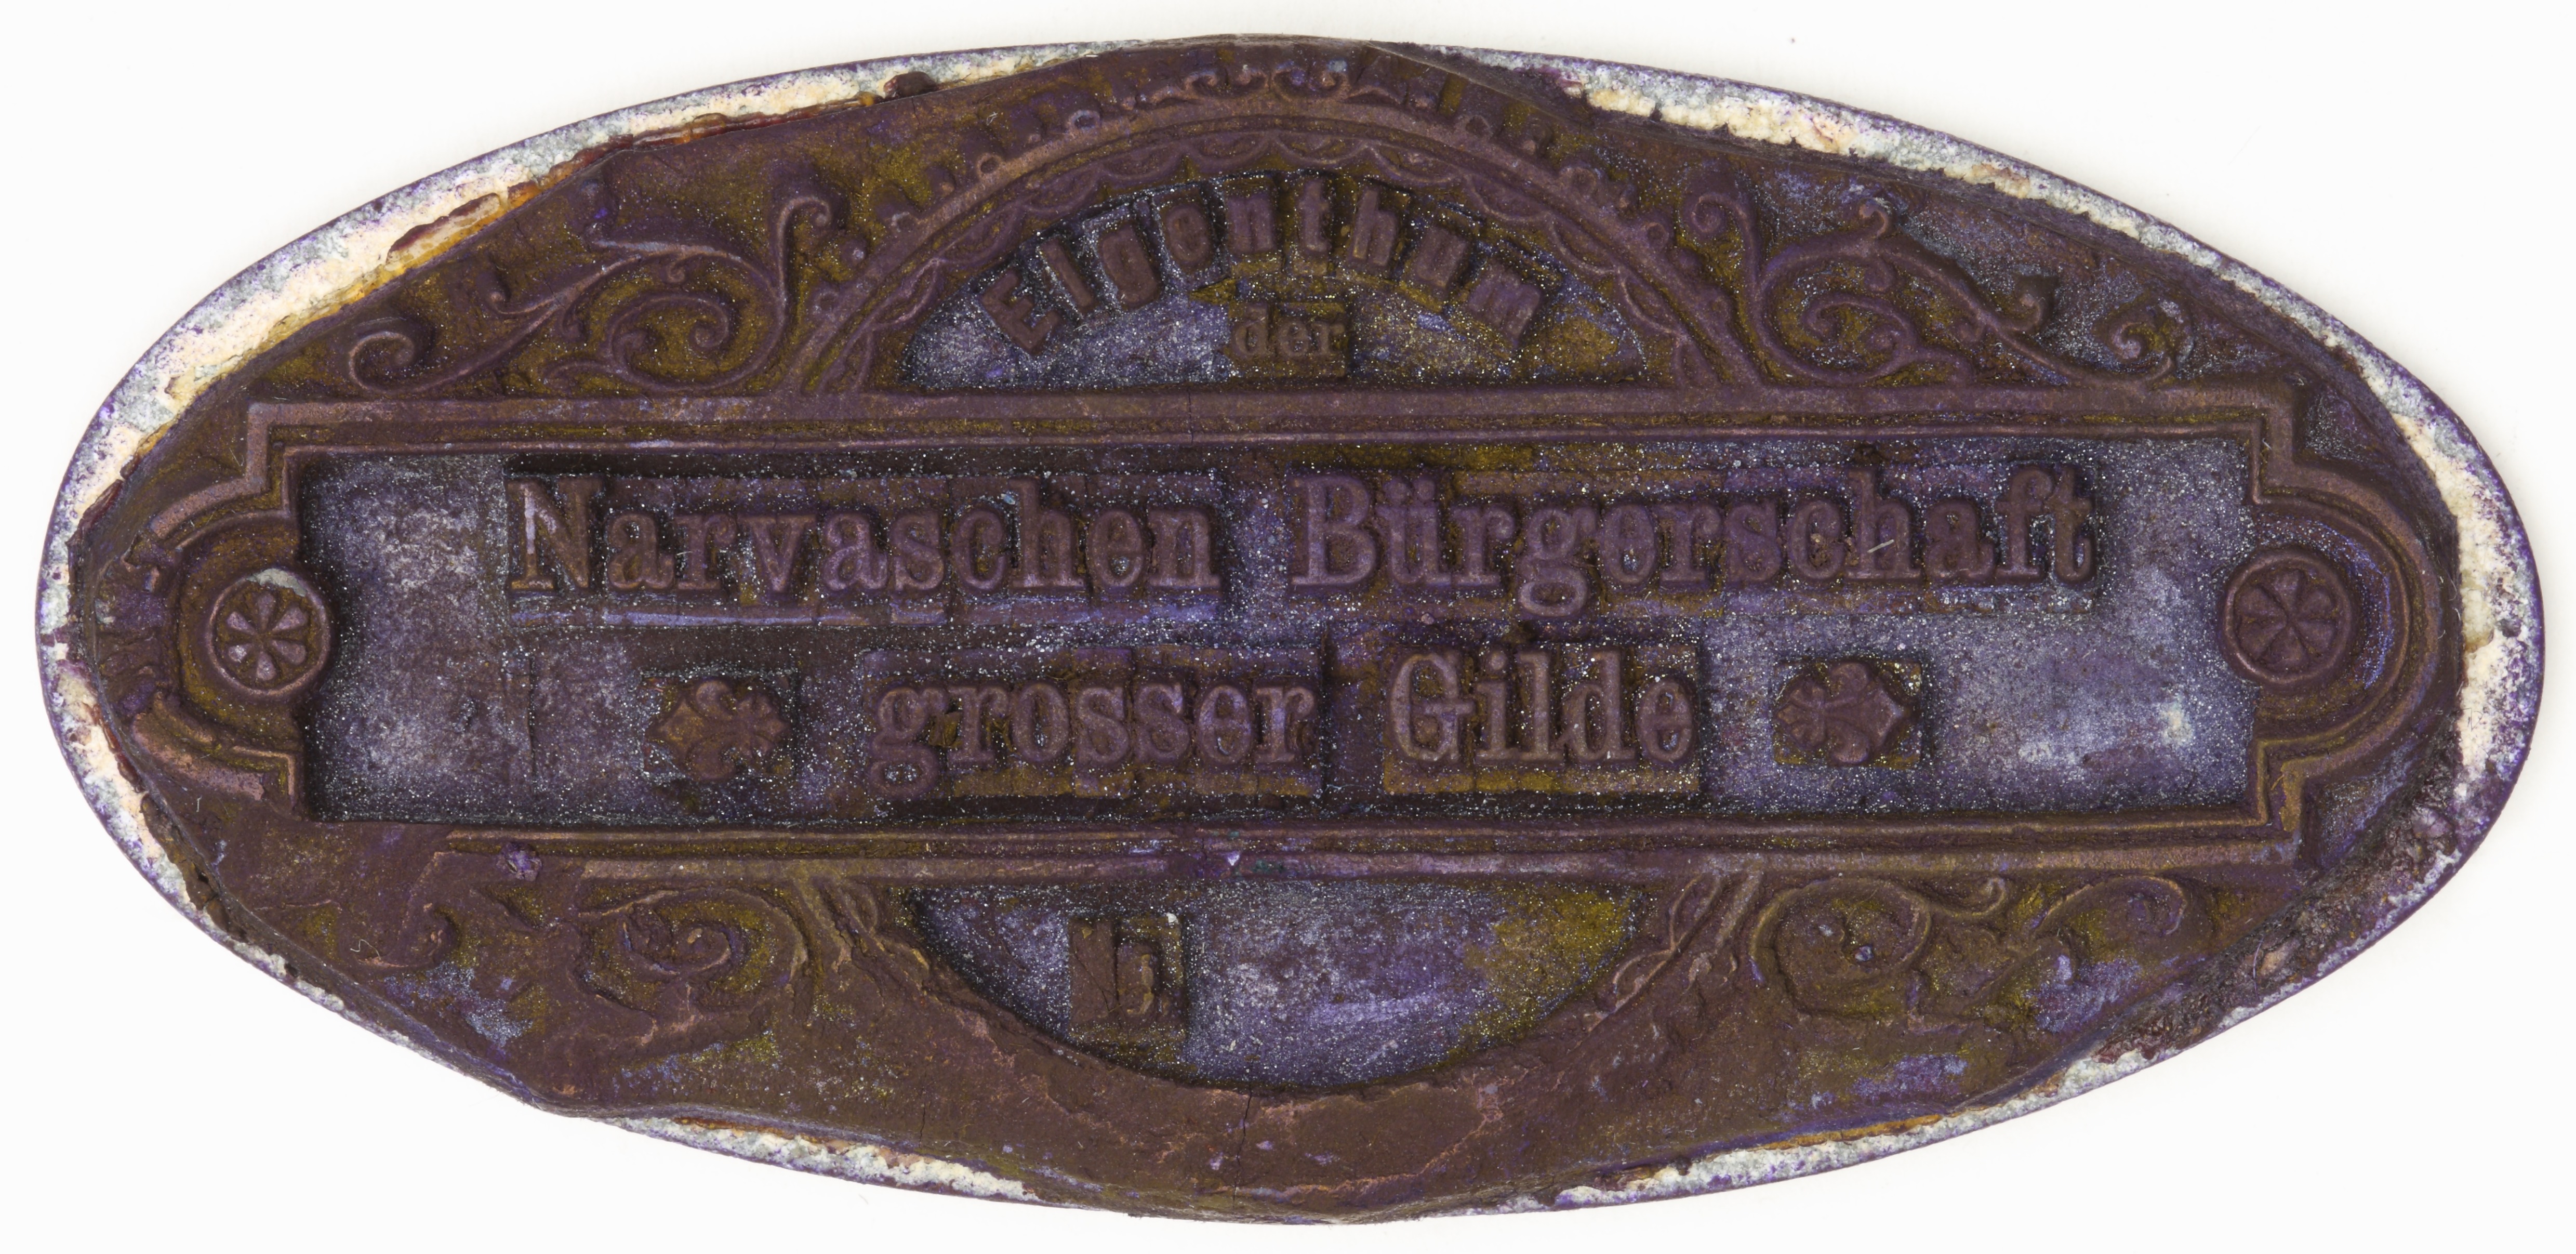 Eigenthum
der
Narvaschen Bürgerschaft
grosser Gilde